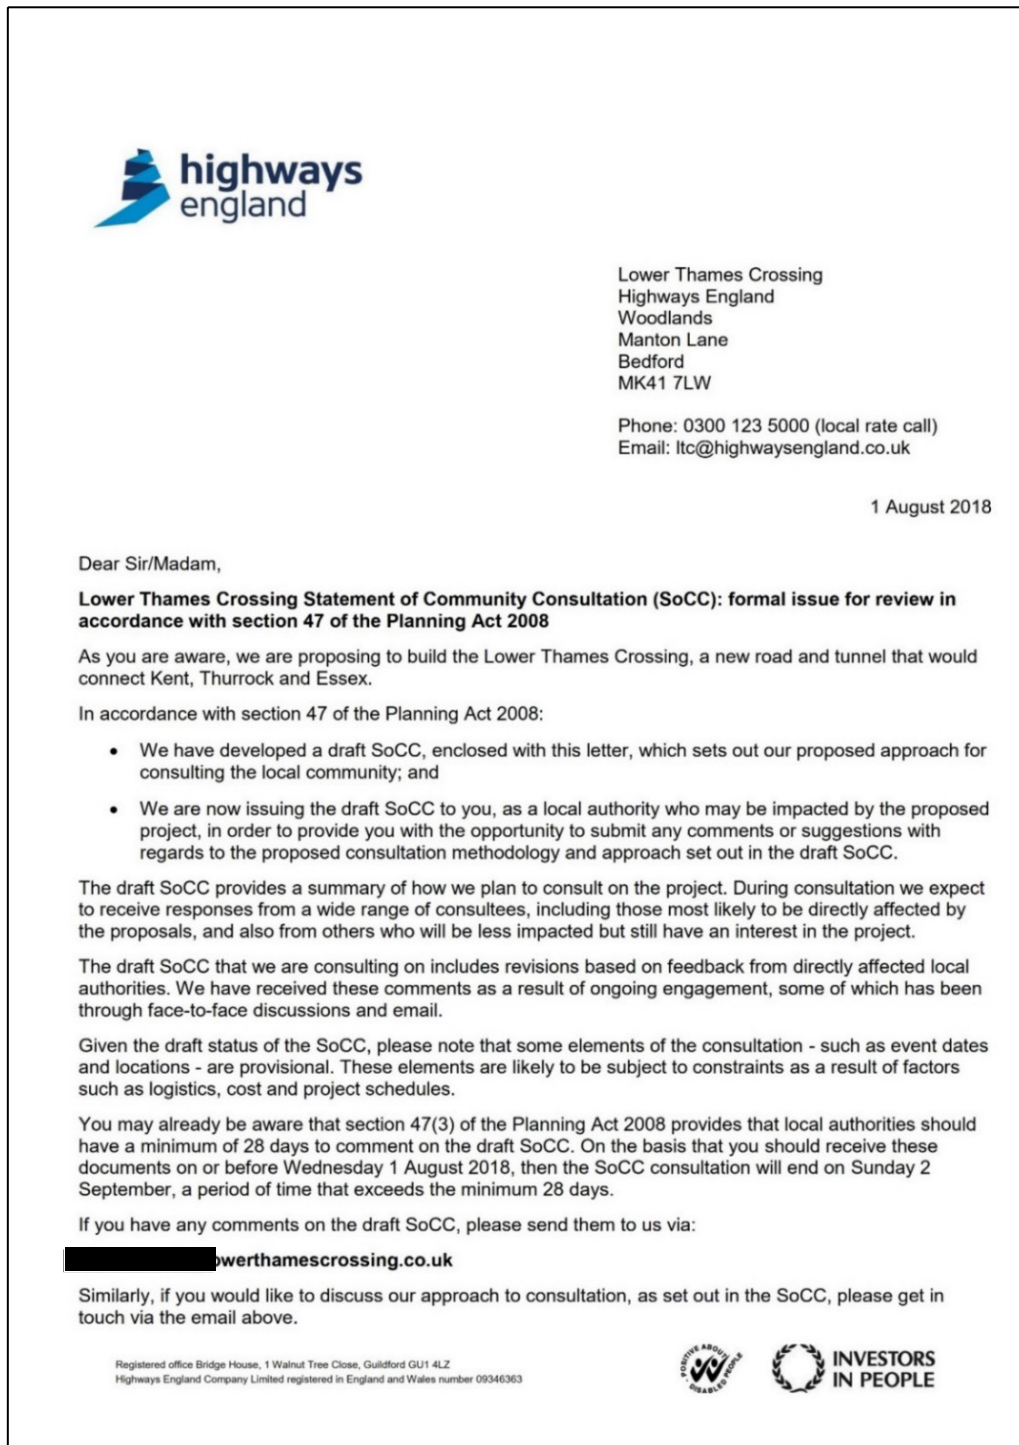 highways
england
Lower Thames Crossing
Highways England
Woodlands
Manton Lane
Bedford
MK41 7LW
Phone: 0300 123 5000 (local rate call)
Email: ltc@highwaysengland.co.uk
1 August 2018
Dear Sir/Madam,
Lower Thames Crossing Statement of Community Consultation (SoCC): formal issue for review in
accordance with section 47 of the Planning Act 2008
As you are aware, we are proposing to build the Lower Thames Crossing, a new road and tunnel that would
connect Kent, Thurrock and Essex.
In accordance with section 47 of the Planning Act 2008:
• We have developed a draft SoCC, enclosed with this letter, which sets out our proposed approach for
consulting the local community; and
• We are now issuing the draft SoCC to you, as a local authority who may be impacted by the proposed
project, in order to provide you with the opportunity to submit any comments or suggestions with
regards to the proposed consultation methodology and approach set out in the draft SoCC.
The draft SoCC provides a summary of how we plan to consult on the project. During consultation we expect
to receive responses from a wide range of consultees, including those most likely to be directly affected by
the proposals, and also from others who will be less impacted but still have an interest in the project.
The draft SoCC that we are consulting on includes revisions based on feedback from directly affected local
authorities. We have received these comments as a result of ongoing engagement, some of which has been
through face-to-face discussions and email.
Given the draft status of the SoCC, please note that some elements of the consultation - such as event dates
and locations - are provisional. These elements are likely to be subject to constraints as a result of factors
such as logistics, cost and project schedules.
You may already be aware that section 47(3) of the Planning Act 2008 provides that local authorities should
have a minimum of 28 days to comment on the draft SoCC. On the basis that you should receive these
documents on or before Wednesday 1 August 2018, then the SoCC consultation will end on Sunday 2
September, a period of time that exceeds the minimum 28 days.
If you have any comments on the draft SoCC, please send them to us via:
owerthamescrossing.co.uk
Similarly, if you would like to discuss our approach to consultation, as set out in the SoCC, please get in
touch via the email above.
Registered office Bridge House, 1 Walnut Tree Close, Guildford GU1 4LZ
Highways England Company Limited registered in England and Wales number 09346363
POSITIVE ABOUT
DISABLED PEOPLE
INVESTORS
IN PEOPLE